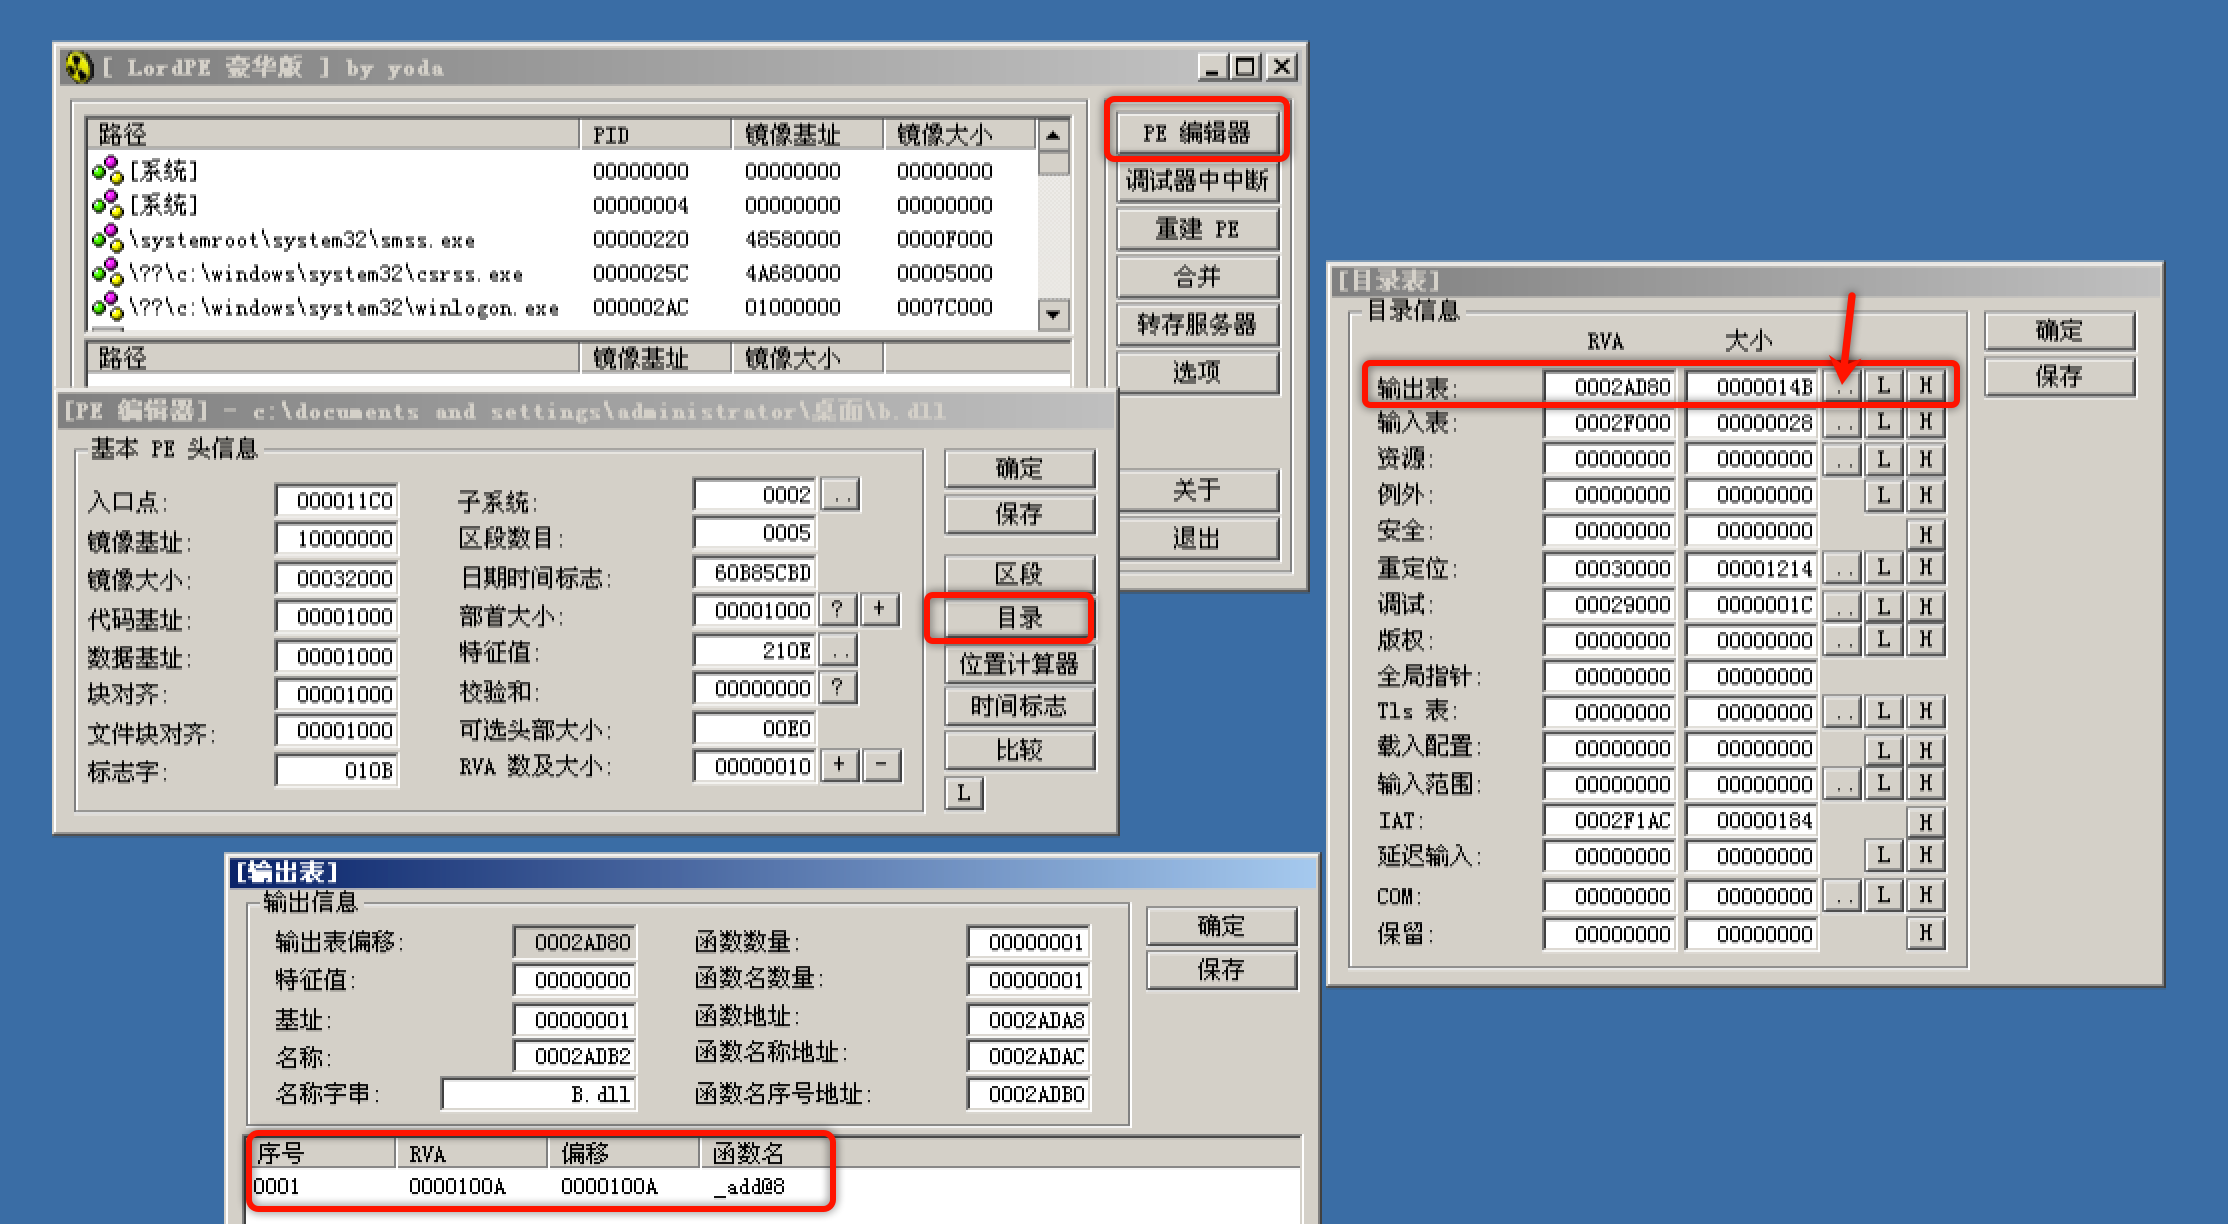 [ LordPE 豪华版 ] by yoda
路径 PID 镜像基址 镜像大小
[系统] 00000000 00000000 00000000
[系统] 00000004 00000000 00000000
\systemroot\system32\smss.exe 00000220 48580000 0000F000
\??\c:\windows\system32\csrss.exe 0000025C 4A680000 00005000
\??\c:\windows\system32\winlogon.exe 000002AC 01000000 0007C000
路径 镜像基址 镜像大小
PE 编辑器
调试器中中断
重建 PE
合并
转存服务器
选项
关于
退出
[PE 编辑器] - c:\documents and settings\administrator\桌面\b.dll
基本 PE 头信息
入口点: 000011C0 子系统: 0002 ..
镜像基址: 10000000 区段数目: 0005
镜像大小: 00032000 日期时间标志: 60B85CBD
代码基址: 00001000 部首大小: 00001000 ? +
数据基址: 00001000 特征值: 210E ..
块对齐: 00001000 校验和: 00000000 ?
文件块对齐: 00001000 可选头部大小: 00E0
标志字: 010B RVA 数及大小: 00000010 + -
确定
保存
区段
目录
位置计算器
时间标志
比较
L
[目录表]
目录信息
RVA 大小
输出表: 0002AD80 0000014B .. L H
输入表: 0002F000 00000028 .. L H
资源: 00000000 00000000 .. L H
例外: 00000000 00000000 L H
安全: 00000000 00000000 H
重定位: 00030000 00001214 .. L H
调试: 00029000 0000001C .. L H
版权: 00000000 00000000 .. L H
全局指针: 00000000 00000000
Tls 表: 00000000 00000000 .. L H
载入配置: 00000000 00000000 L H
输入范围: 00000000 00000000 .. L H
IAT: 0002F1AC 00000184 H
延迟输入: 00000000 00000000 L H
COM: 00000000 00000000 .. L H
保留: 00000000 00000000 H
确定
保存
[输出表]
输出信息
输出表偏移: 0002AD80 函数数量: 00000001
特征值: 00000000 函数名数量: 00000001
基址: 00000001 函数地址: 0002ADA8
名称: 0002ADB2 函数名称地址: 0002ADAC
名称字串: B.dll 函数名序号地址: 0002ADB0
确定
保存
序号 RVA 偏移 函数名
0001 0000100A 0000100A _add@8